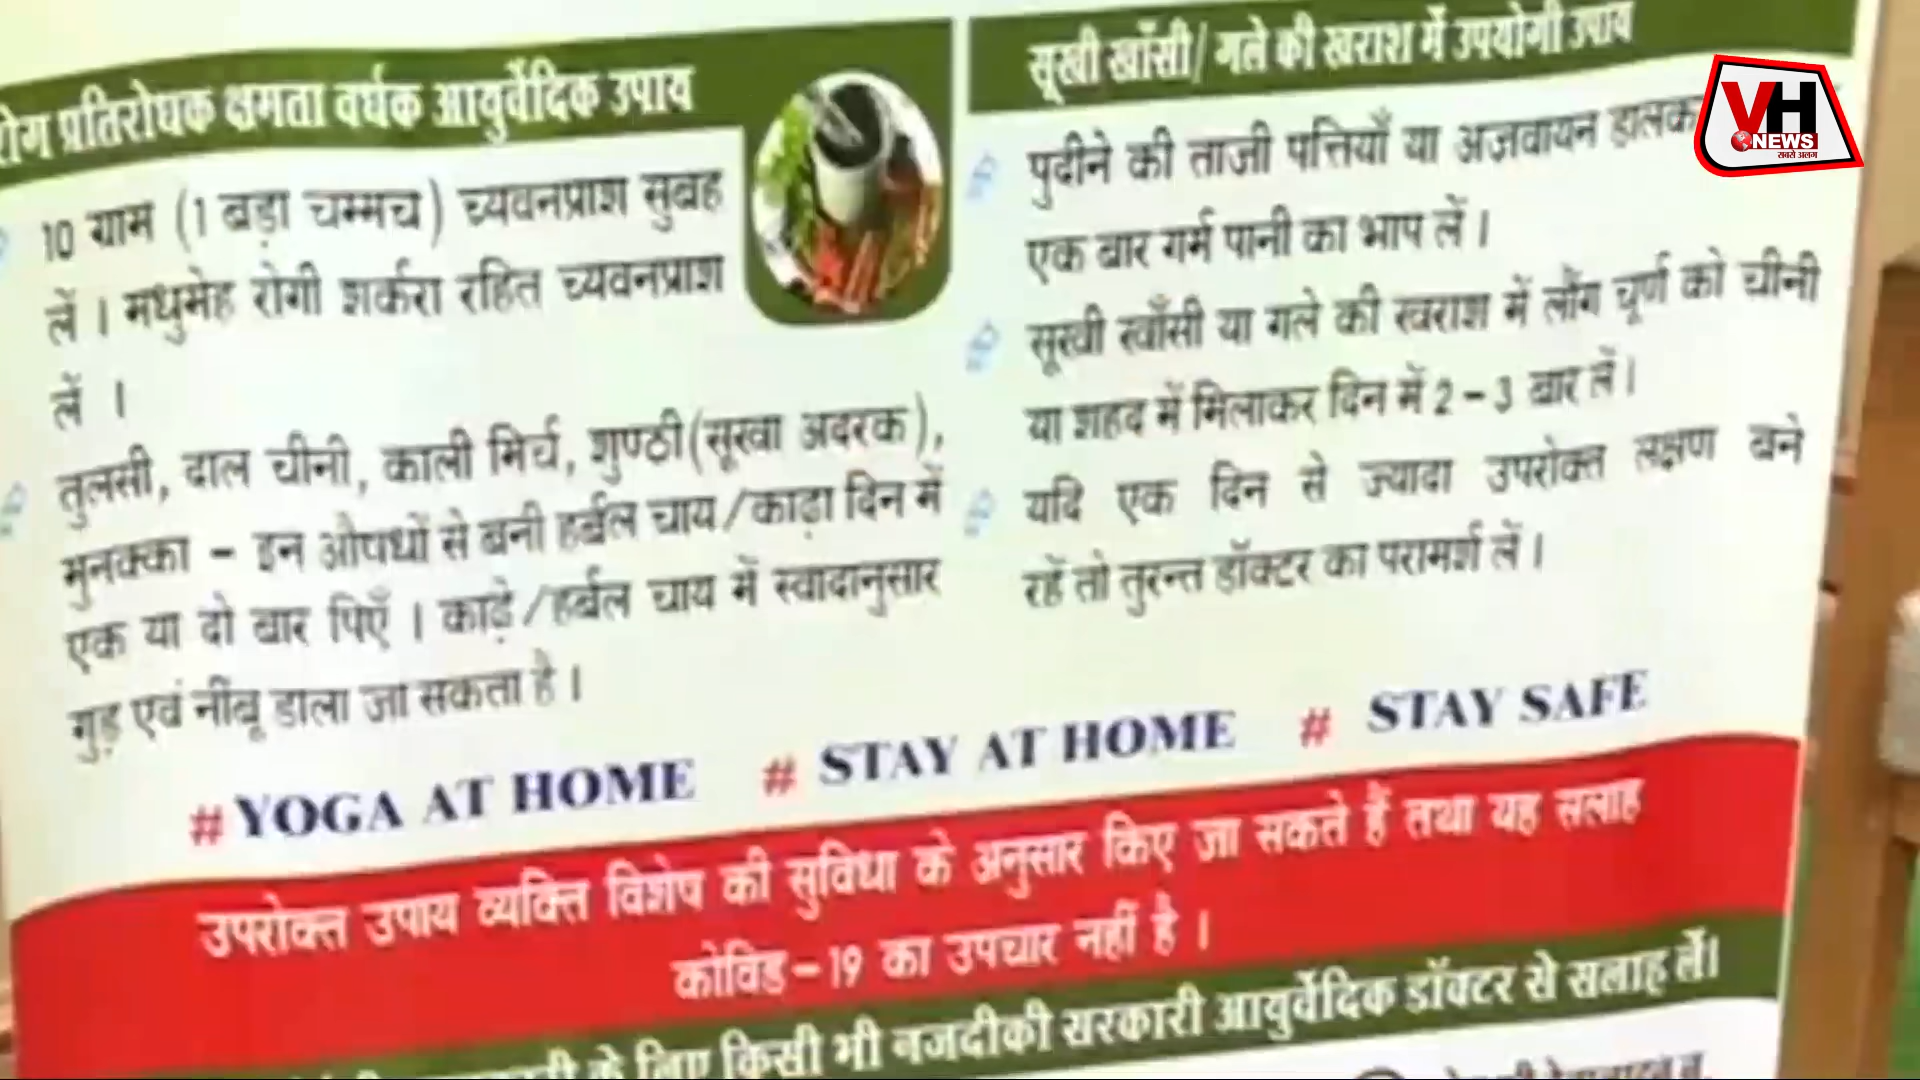 रोग प्रतिरोधक क्षमता वर्धक आयुर्वेदिक उपाय
10 ग्राम (1 बड़ा चम्मच) च्यवनप्राश सुबह
लें । मधुमेह रोगी शर्करा रहित च्यवनप्राश
लें ।
तुलसी, दाल चीनी, काली मिर्च, शुण्ठी(सूखा अदरक),
मुनक्का - इन औषधों से बनी हर्बल चाय/काढ़ा दिन में
एक या दो बार पिएँ । काढ़े/हर्बल चाय में स्वादानुसार
गुड़ एवं नींबू डाला जा सकता है ।
सूखी खाँसी/ गले की खराश में उपयोगी उपाय
पुदीने की ताजी पत्तियाँ या अजवायन डालक
एक बार गर्म पानी का भाप लें ।
सूखी खाँसी या गले की खराश में लौंग चूर्ण को चीनी
या शहद में मिलाकर दिन में 2-3 बार लें ।
यदि एक दिन से ज्यादा उपरोक्त लक्षण बने
रहें तो तुरन्त डॉक्टर का परामर्श लें ।
#YOGA AT HOME # STAY AT HOME # STAY SAFE
उपरोक्त उपाय व्यक्ति विशेष की सुविधा के अनुसार किए जा सकते हैं तथा यह सलाह
कोविड-19 का उपचार नहीं है ।
के लिए किसी भी नजदीकी सरकारी आयुर्वेदिक डॉक्टर से सलाह लें।
VH
NEWS
सबसे अलग